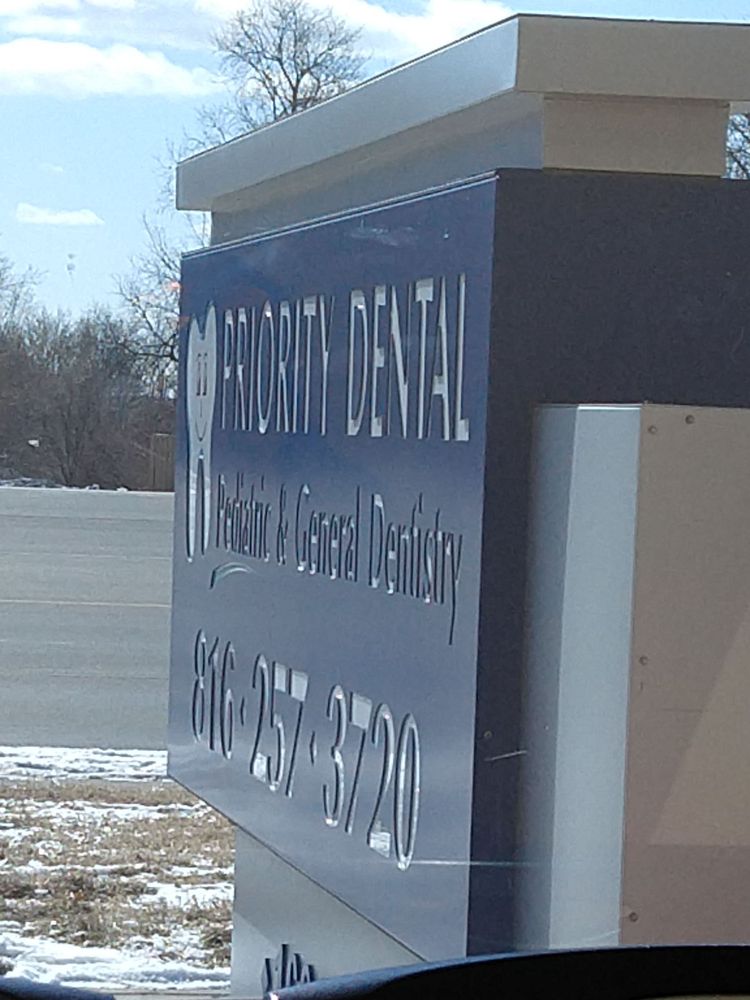 PRIORITY DENTAL
Pediatric & General Dentistry
816·257·3720